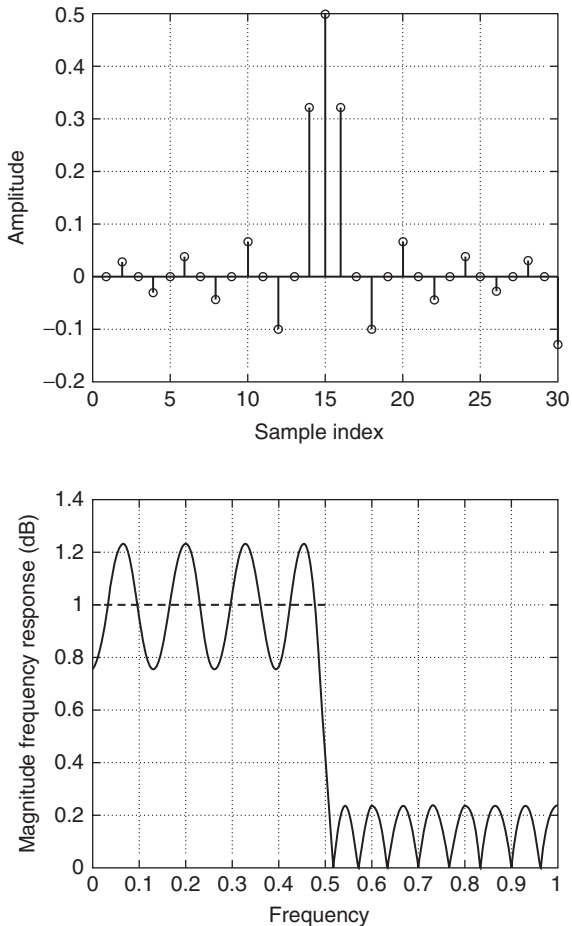 0.5
0.4
0.3
0.2
0.1
0
−0.1
−0.2
Amplitude
0 5 10 15 20 25 30
Sample index
1.4
1.2
1
0.8
0.6
0.4
0.2
0
Magnitude frequency response (dB)
0 0.1 0.2 0.3 0.4 0.5 0.6 0.7 0.8 0.9 1
Frequency